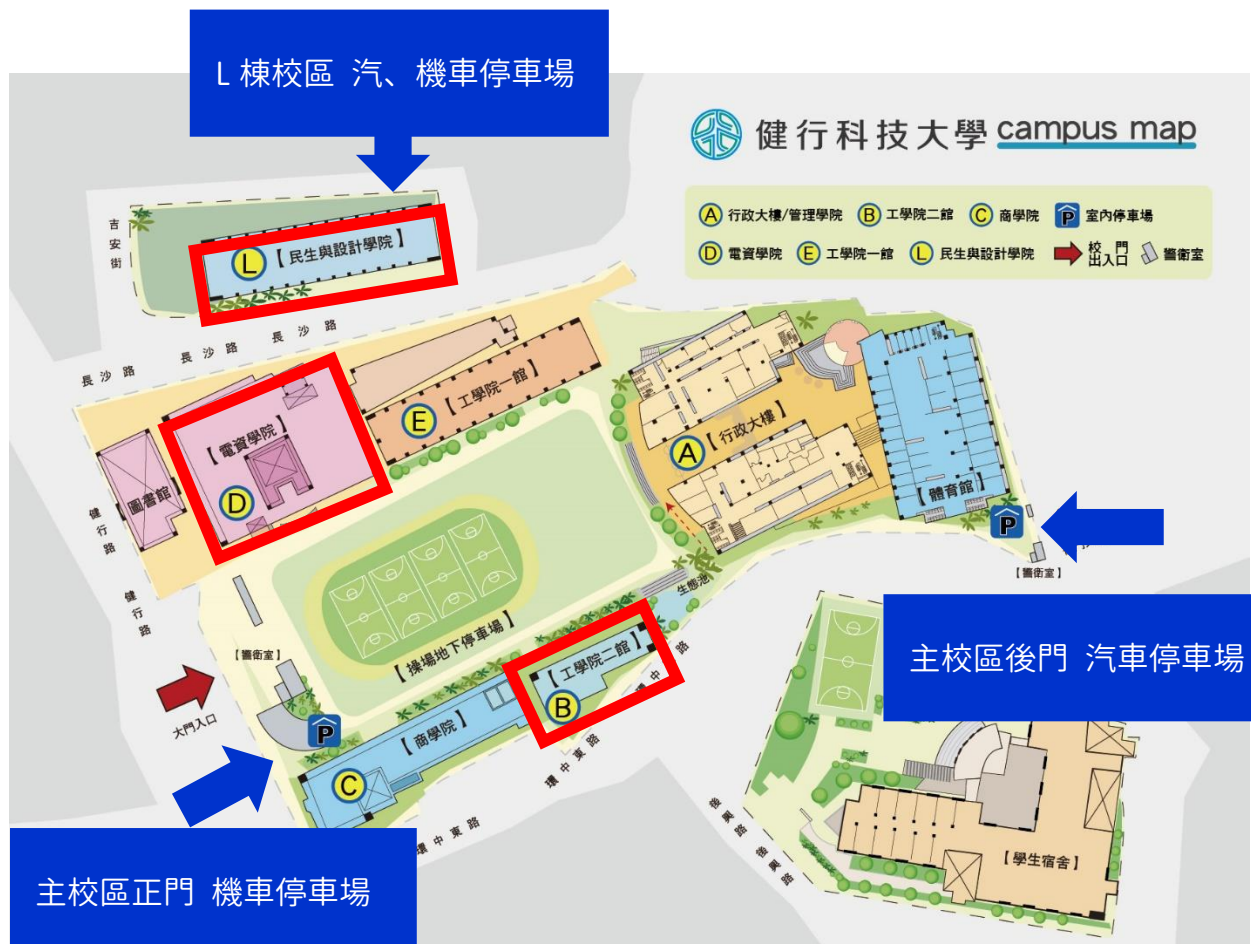 L 棟校區 汽、機車停車場
健行科技大學 campus map
A 行政大樓/管理學院 B 工學院二館 C 商學院 P 室內停車場
D 電資學院 E 工學院一館 L 民生與設計學院 校門出入口 警衛室
吉安街
L 【民生與設計學院】
長沙路 長沙路 長沙路
【工學院一館】
E
【電資學院】
D
【圖書館】
健行路
健行路
A 【行政大樓】
【體育館】
P
【警衛室】
生態池
【操場地下停車場】
【工學院二館】
B
環中東路
環中東路
【警衛室】
大門入口
P
【商學院】
C
主校區後門 汽車停車場
後興路 後興路
【學生宿舍】
主校區正門 機車停車場